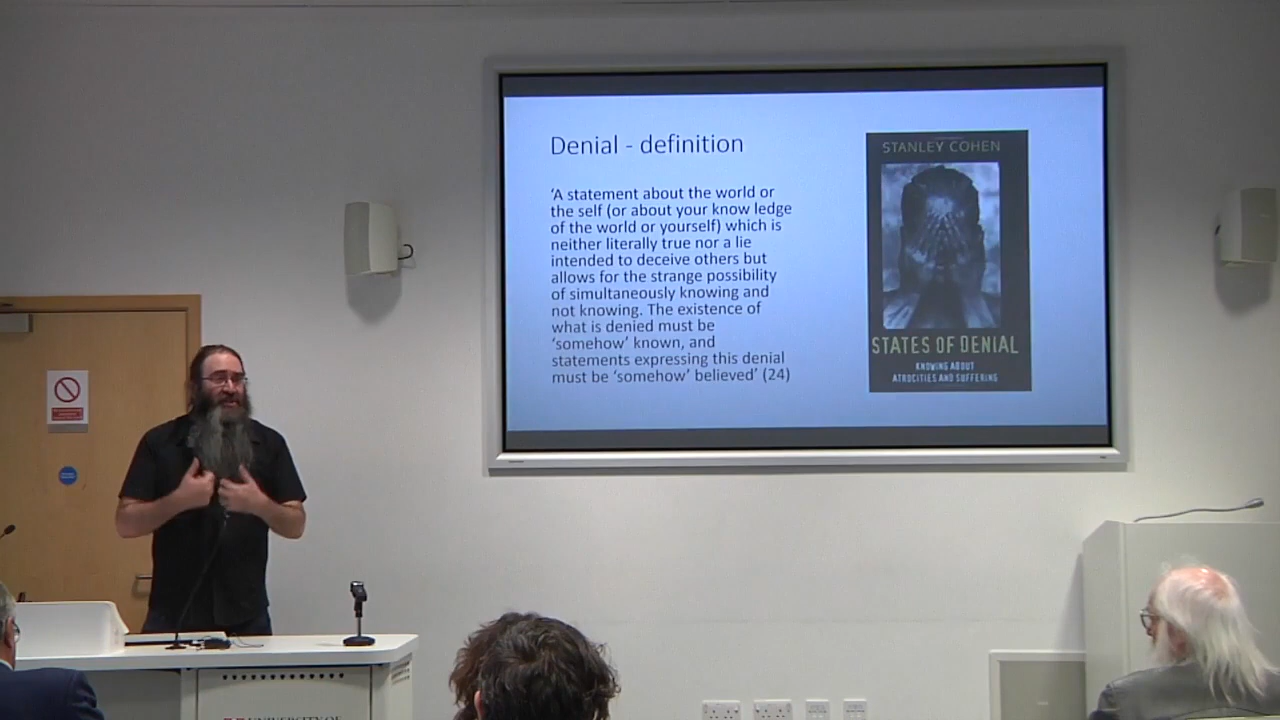 Denial - definition
‘A statement about the world or
the self (or about your know ledge
of the world or yourself) which is
neither literally true nor a lie
intended to deceive others but
allows for the strange possibility
of simultaneously knowing and
not knowing. The existence of
what is denied must be
‘somehow’ known, and
statements expressing this denial
must be ‘somehow’ believed’ (24)
STANLEY COHEN
STATES OF DENIAL
KNOWING ABOUT
ATROCITIES AND SUFFERING
UNIVERSITY OF